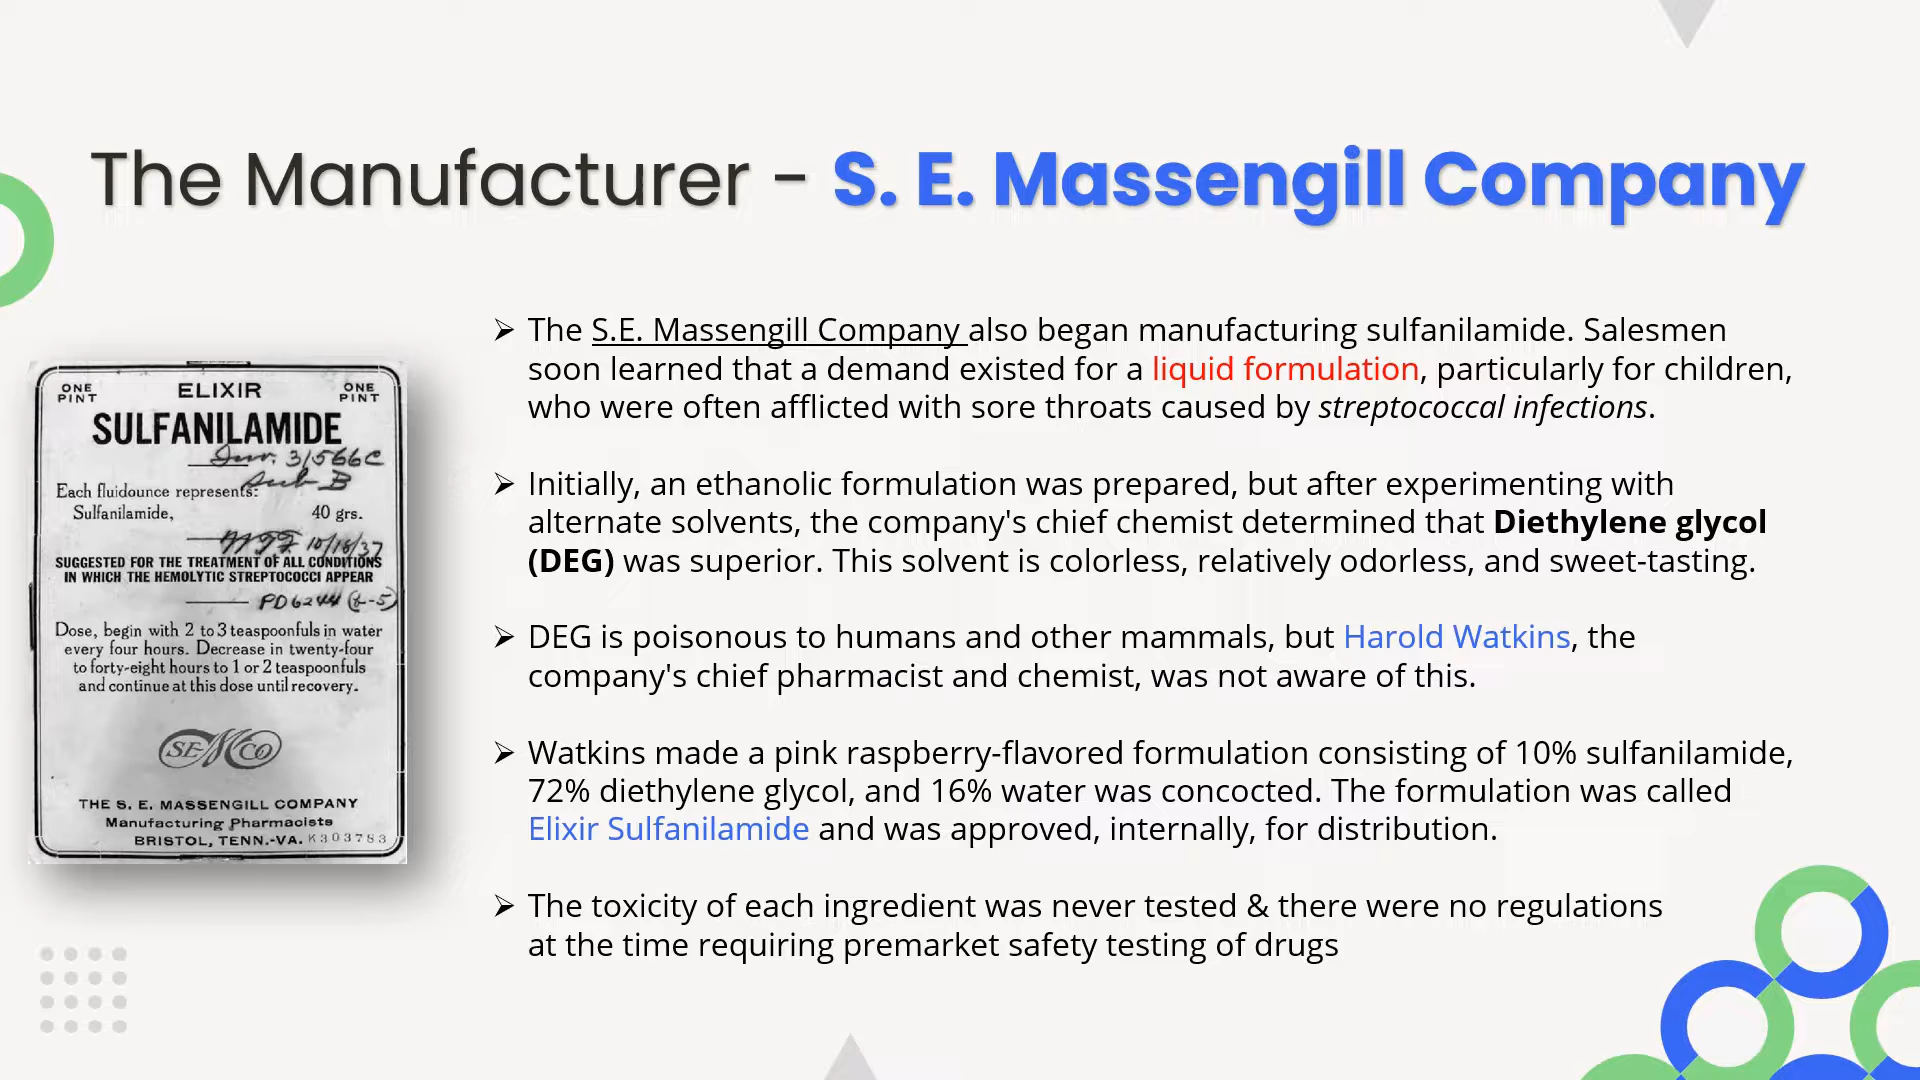 The Manufacturer - S. E. Massengill Company
ONE PINT
ELIXIR
ONE PINT
SULFANILAMIDE
Inv. 3/566C
Sub B
Each fluidounce represents:
Sulfanilamide, 40 grs.
10/18/37
SUGGESTED FOR THE TREATMENT OF ALL CONDITIONS
IN WHICH THE HEMOLYTIC STREPTOCOCCI APPEAR
PD6244
Dose, begin with 2 to 3 teaspoonfuls in water
every four hours. Decrease in twenty-four
to forty-eight hours to 1 or 2 teaspoonfuls
and continue at this dose until recovery.
SEMCO
THE S. E. MASSENGILL COMPANY
Manufacturing Pharmacists
BRISTOL, TENN.-VA. K303783
➢ The S.E. Massengill Company also began manufacturing sulfanilamide. Salesmen
soon learned that a demand existed for a liquid formulation, particularly for children,
who were often afflicted with sore throats caused by streptococcal infections.
➢ Initially, an ethanolic formulation was prepared, but after experimenting with
alternate solvents, the company's chief chemist determined that Diethylene glycol
(DEG) was superior. This solvent is colorless, relatively odorless, and sweet-tasting.
➢ DEG is poisonous to humans and other mammals, but Harold Watkins, the
company's chief pharmacist and chemist, was not aware of this.
➢ Watkins made a pink raspberry-flavored formulation consisting of 10% sulfanilamide,
72% diethylene glycol, and 16% water was concocted. The formulation was called
Elixir Sulfanilamide and was approved, internally, for distribution.
➢ The toxicity of each ingredient was never tested & there were no regulations
at the time requiring premarket safety testing of drugs